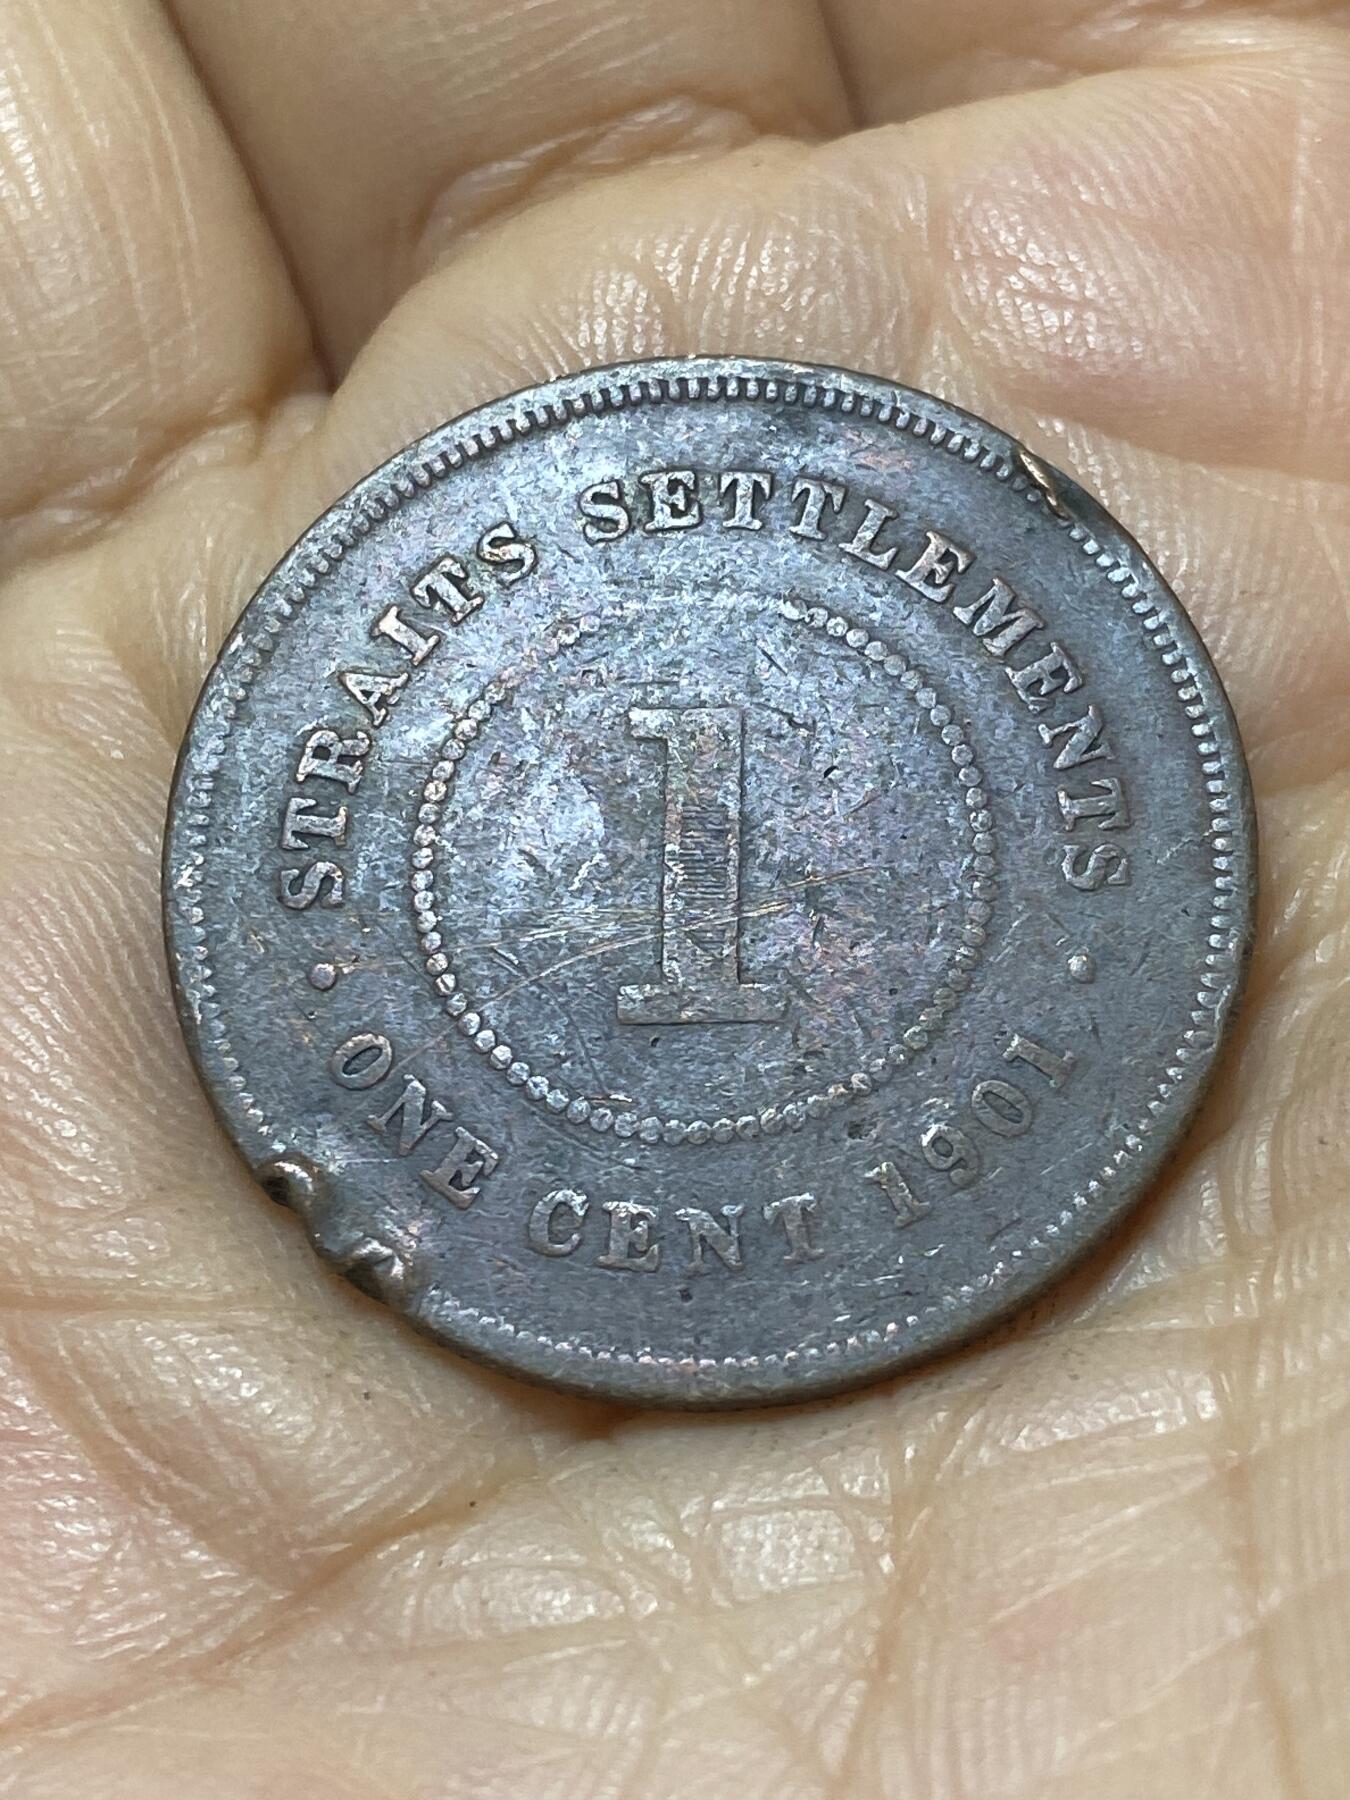 STRAITS SETTLEMENTS
1
· ONE CENT 1901 ·